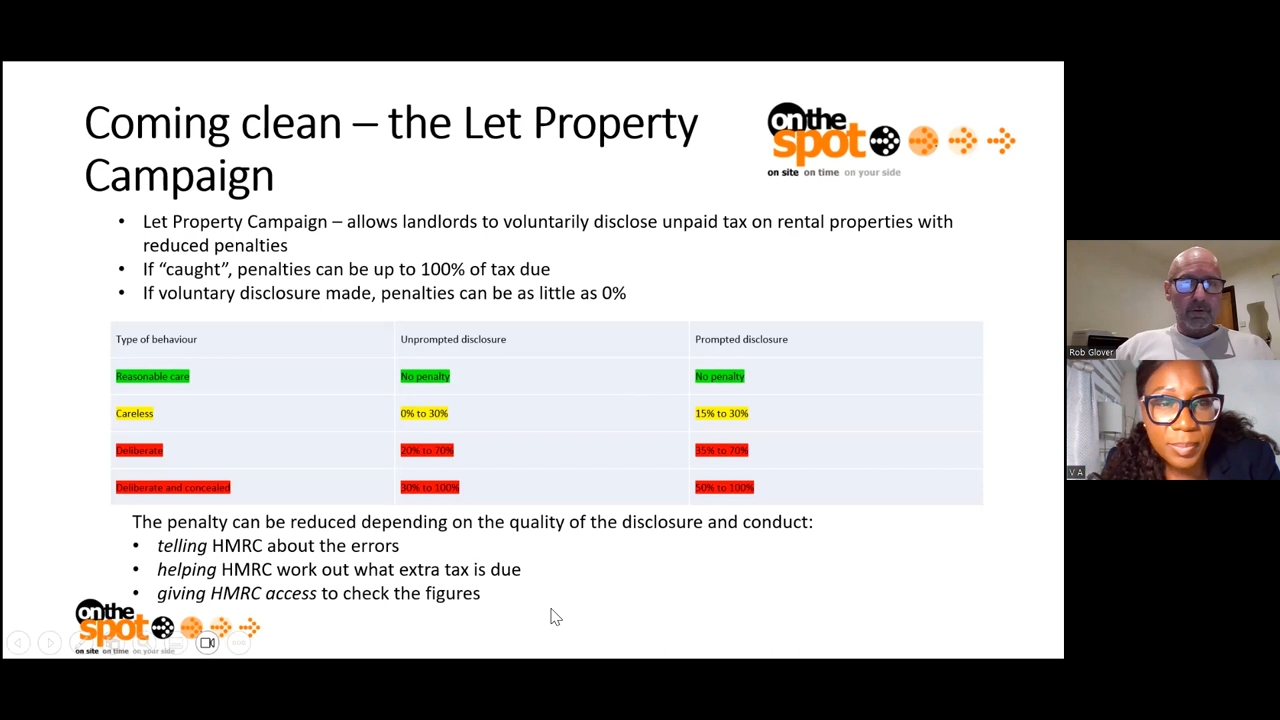 Coming clean – the Let Property
Campaign
on the
spot
on site on time on your side
• Let Property Campaign – allows landlords to voluntarily disclose unpaid tax on rental properties with
reduced penalties
• If “caught”, penalties can be up to 100% of tax due
• If voluntary disclosure made, penalties can be as little as 0%
Type of behaviour Unprompted disclosure Prompted disclosure
Reasonable care No penalty No penalty
Careless 0% to 30% 15% to 30%
Deliberate 20% to 70% 35% to 70%
Deliberate and concealed 30% to 100% 50% to 100%
The penalty can be reduced depending on the quality of the disclosure and conduct:
• telling HMRC about the errors
• helping HMRC work out what extra tax is due
• giving HMRC access to check the figures
on the
spot
on site on time on your side
Rob Glover
V A